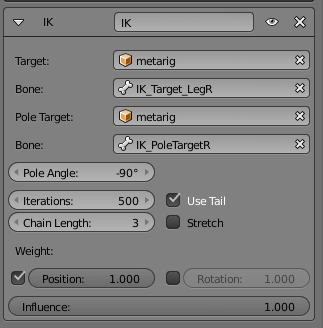 IK IK
Target: metarig
Bone: IK_Target_LegR
Pole Target: metarig
Bone: IK_PoleTargetR
Pole Angle: -90°
Iterations: 500 Use Tail
Chain Length: 3 Stretch
Weight:
Position: 1.000 Rotation: 1.000
Influence: 1.000